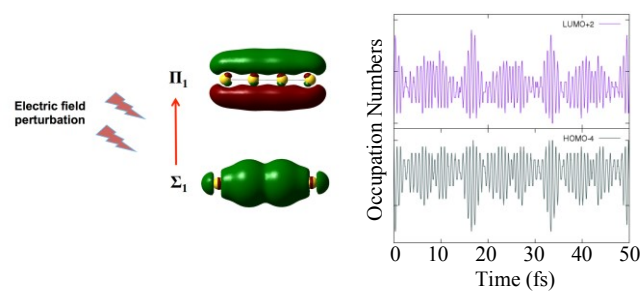 Electric field
perturbation
Π₁
Σ₁
Occupation Numbers
LUMO+2
HOMO-4
0 10 20 30 40 50
Time (fs)